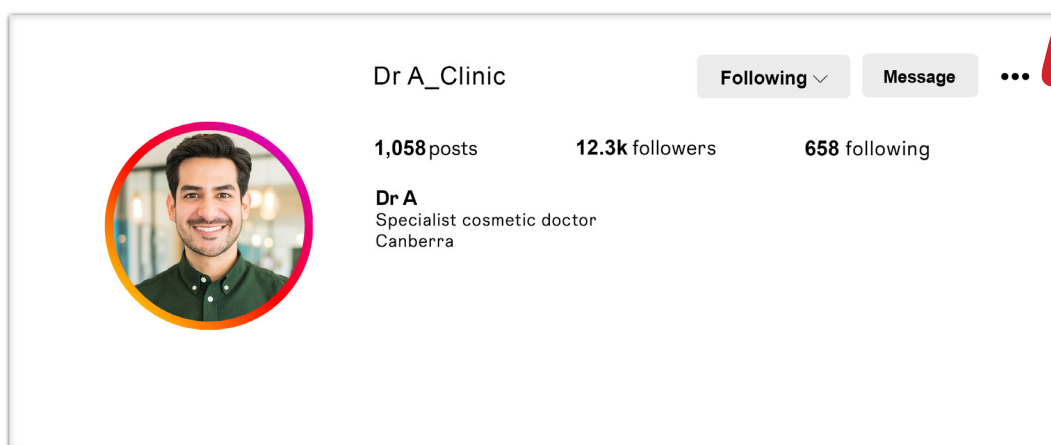 Dr A_Clinic
Following
Message
1,058 posts
12.3k followers
658 following
Dr A
Specialist cosmetic doctor
Canberra